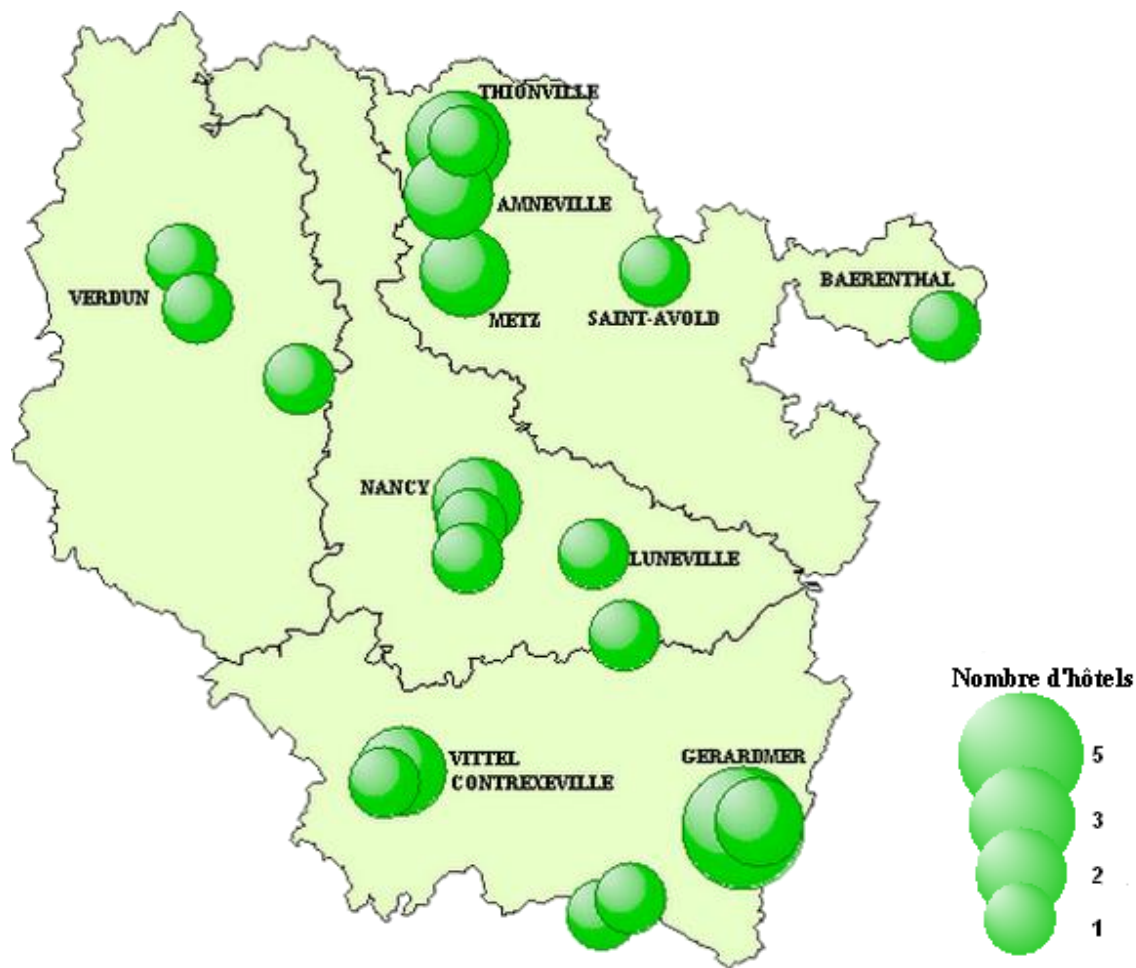 THIONVILLE
AMNEVILLE
VERDUN
METZ
SAINT-AVOLD
BAERENTHAL
NANCY
LUNEVILLE
VITTEL
CONTREXEVILLE
GERARDMER
Nombre d'hôtels
5
3
2
1